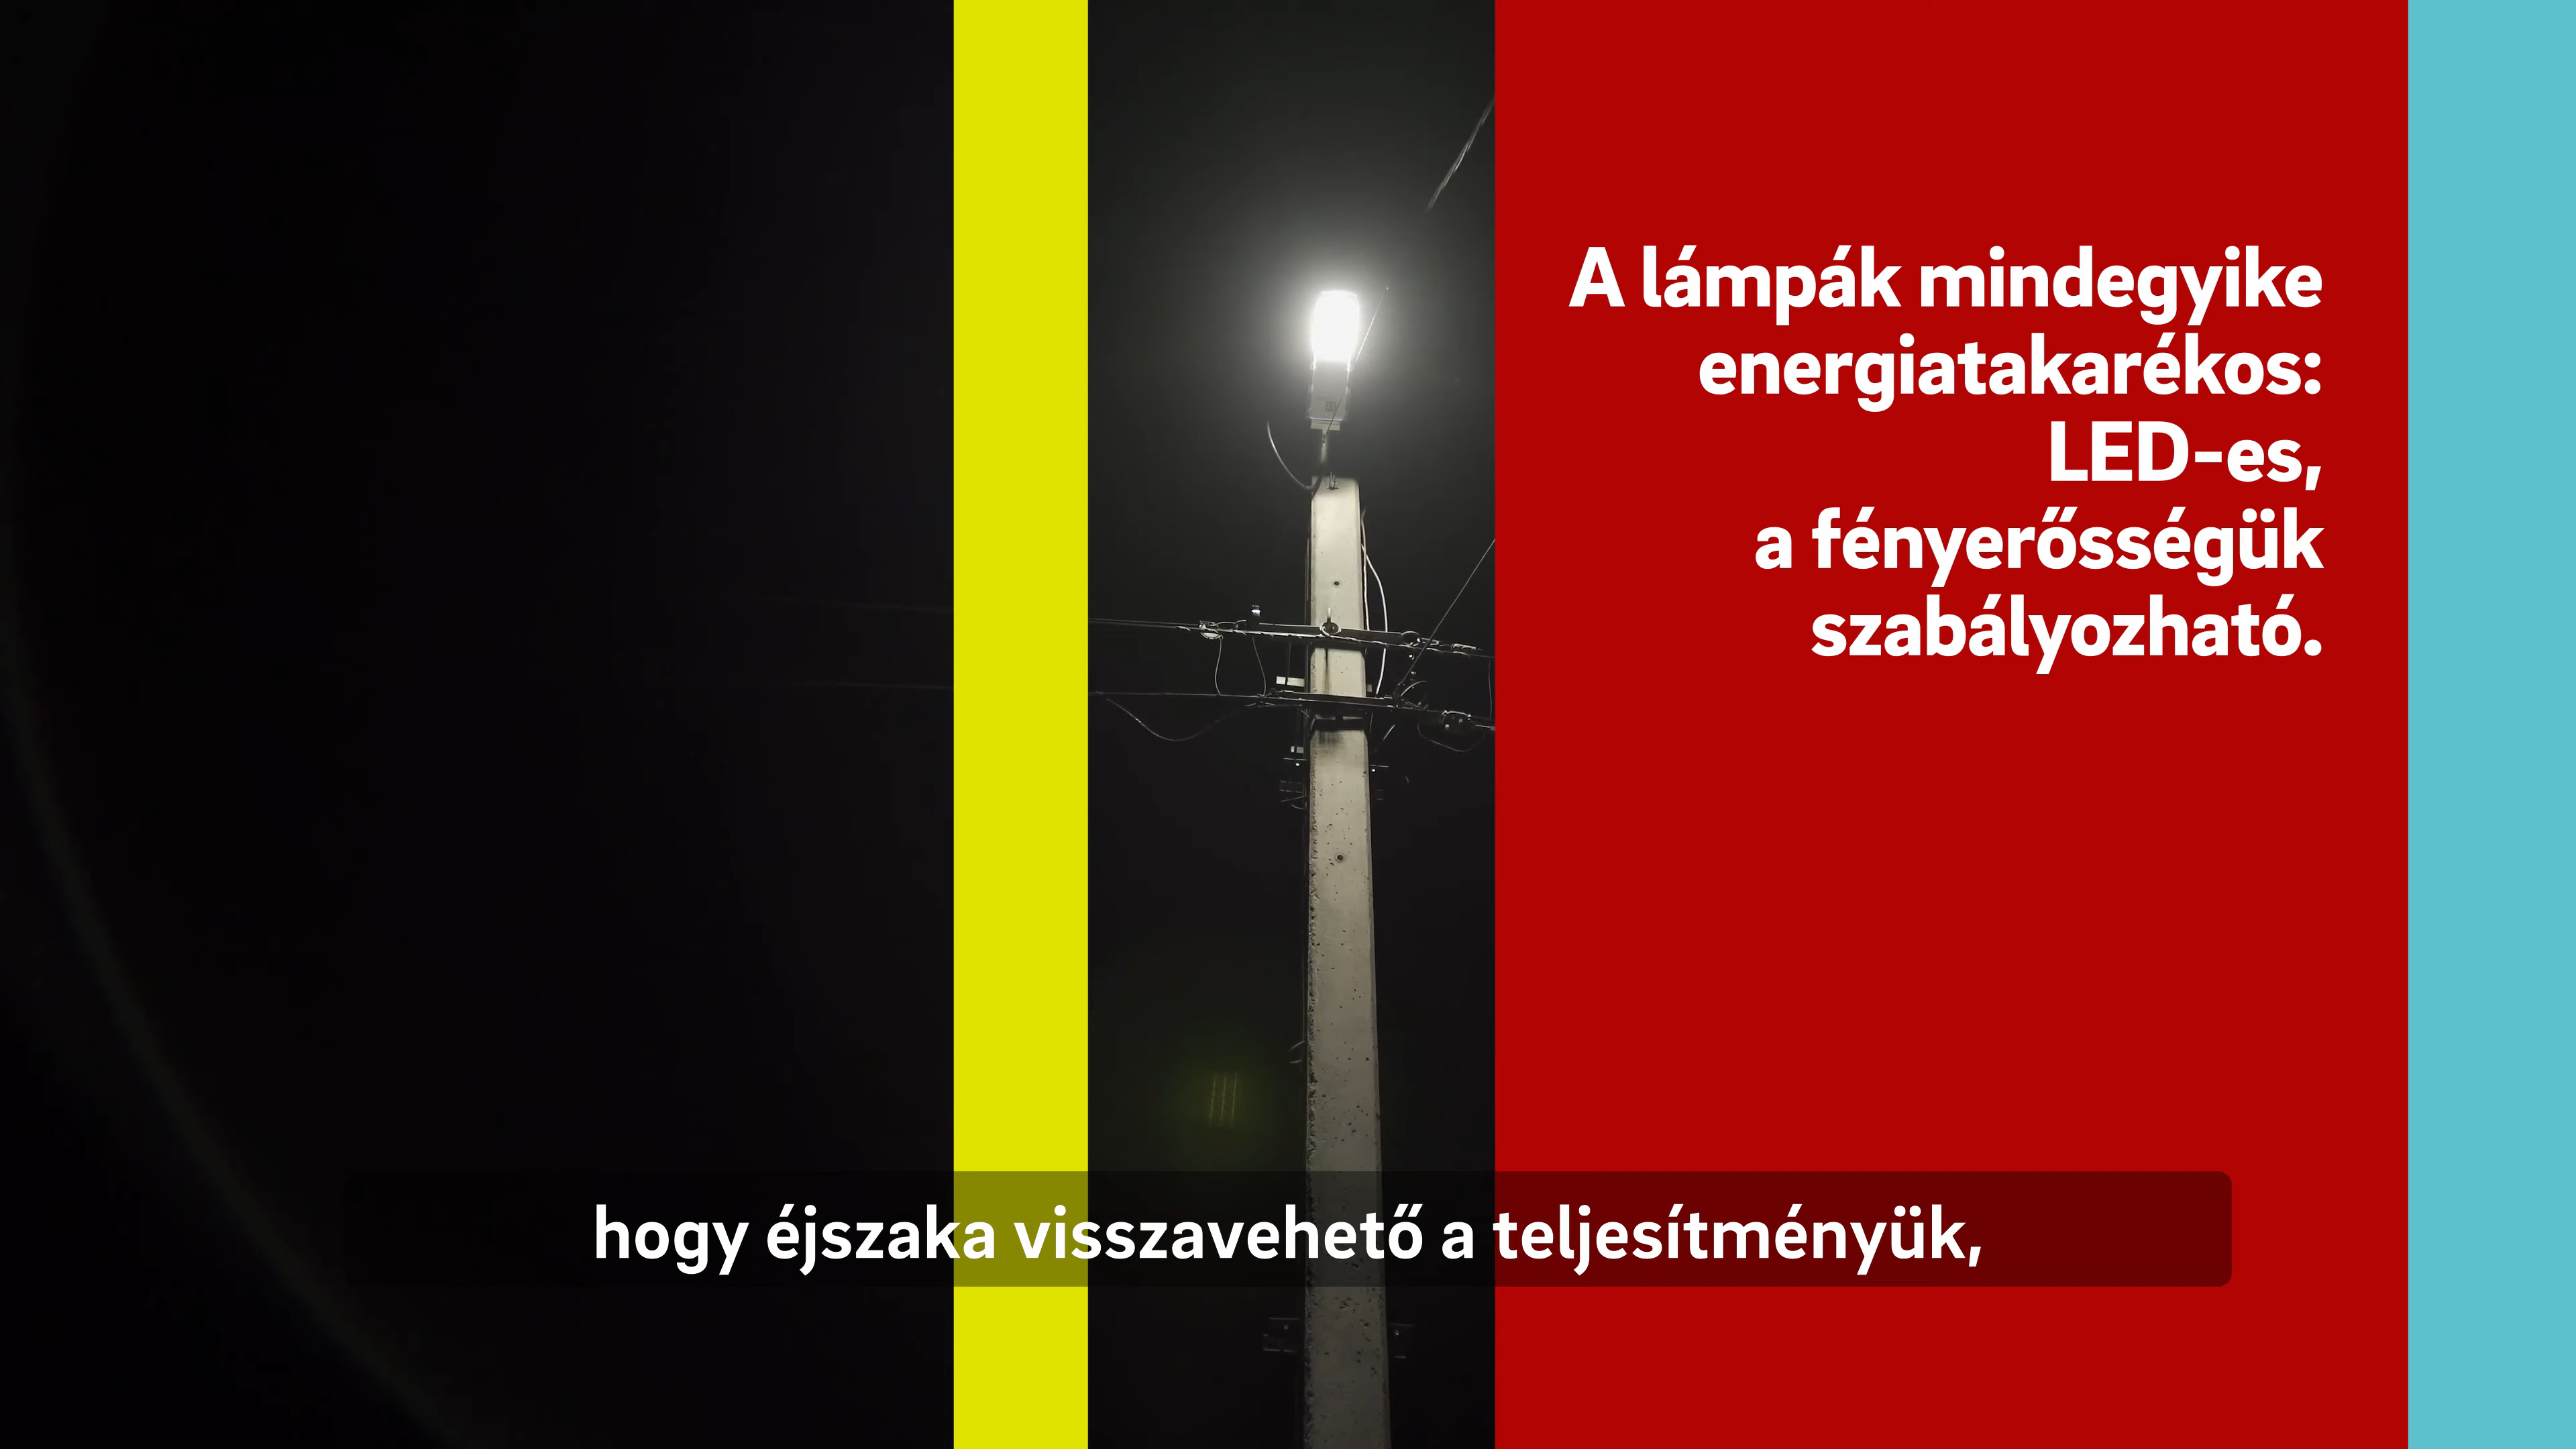 A lámpák mindegyike
energiatakarékos:
LED-es,
a fényerősségük
szabályozható.
hogy éjszaka visszavehető a teljesítményük,